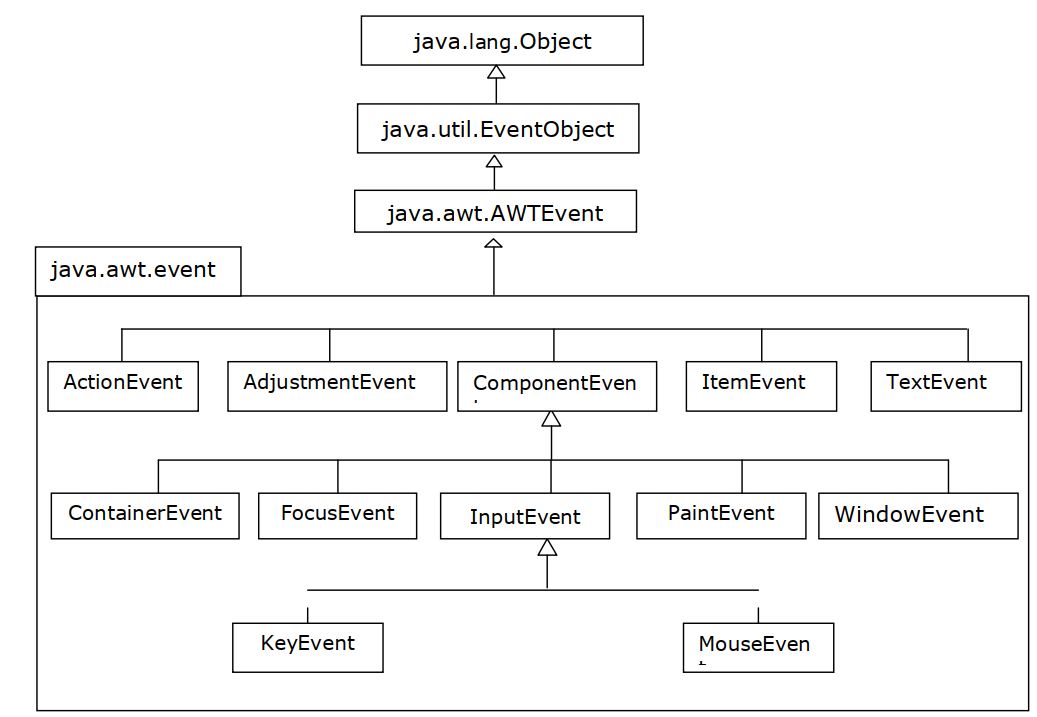 java.lang.Object
java.util.EventObject
java.awt.AWTEvent
java.awt.event
ActionEvent
AdjustmentEvent
ComponentEven
ItemEvent
TextEvent
ContainerEvent
FocusEvent
InputEvent
PaintEvent
WindowEvent
KeyEvent
MouseEven